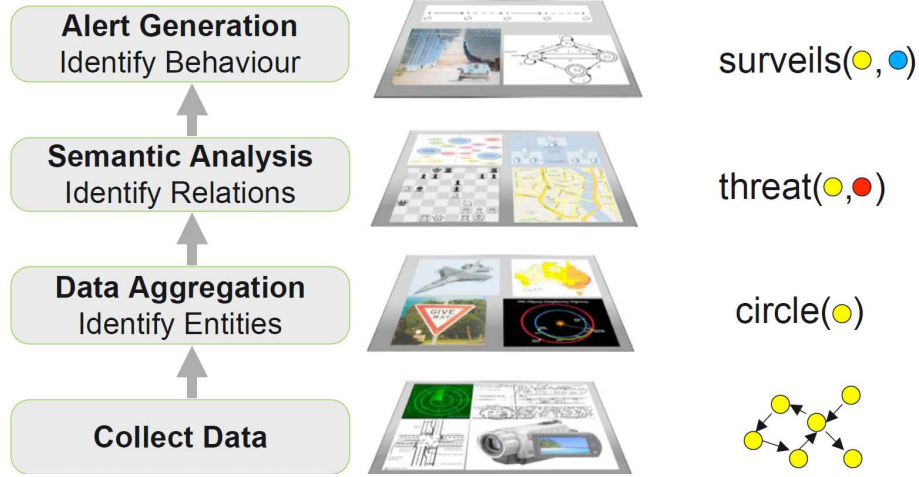 Alert Generation
Identify Behaviour
surveils( , )
Semantic Analysis
Identify Relations
threat( , )
Data Aggregation
Identify Entities
GIVE
WAY
circle( )
Collect Data